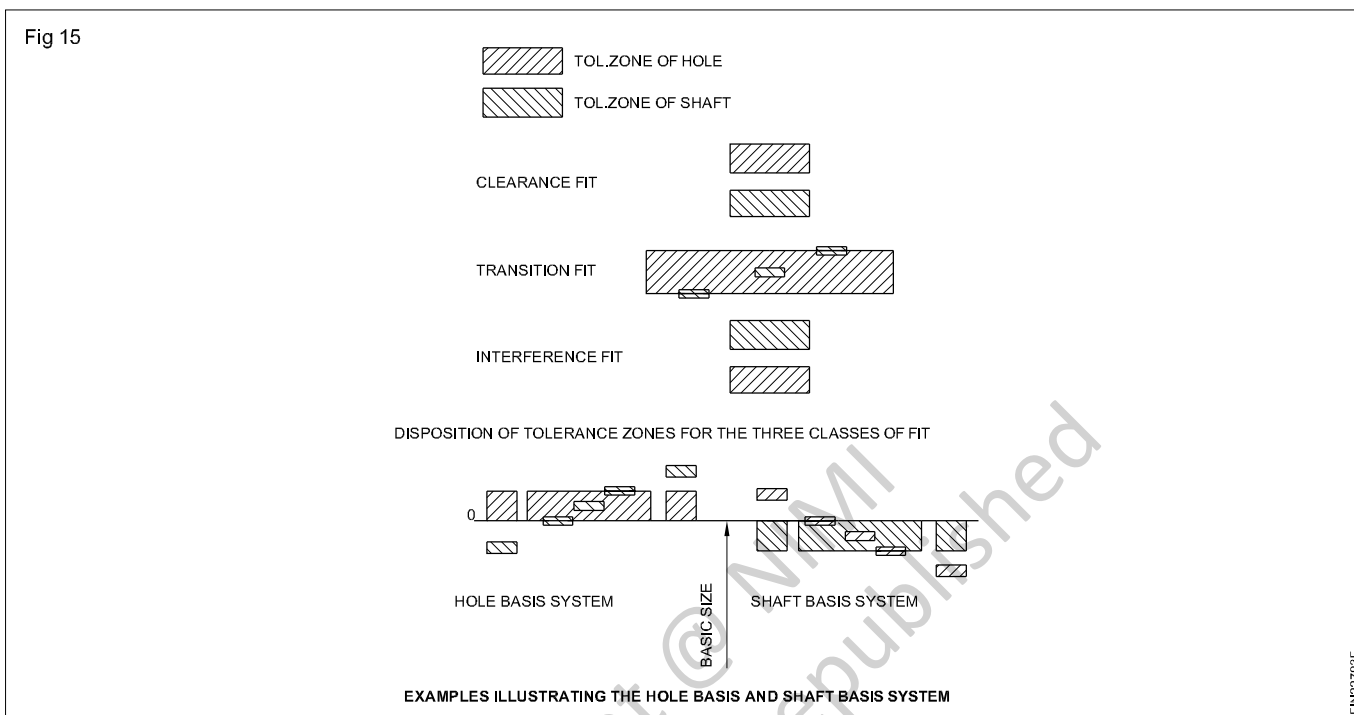 Fig 15
TOL.ZONE OF HOLE
TOL.ZONE OF SHAFT
CLEARANCE FIT
TRANSITION FIT
INTERFERENCE FIT
DISPOSITION OF TOLERANCE ZONES FOR THE THREE CLASSES OF FIT
0
HOLE BASIS SYSTEM
BASIC SIZE
SHAFT BASIS SYSTEM
EXAMPLES ILLUSTRATING THE HOLE BASIS AND SHAFT BASIS SYSTEM
@ NIMI